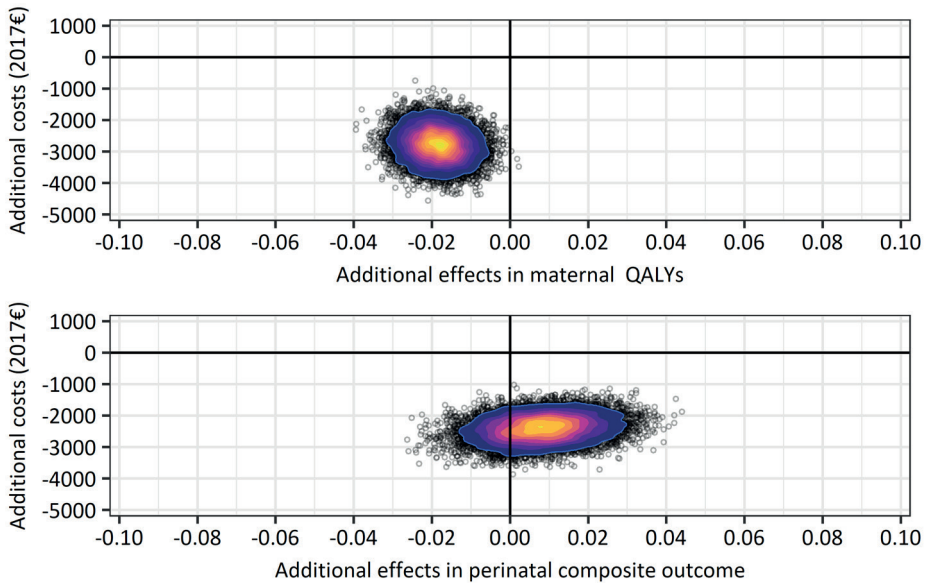 Additional costs (2017€)
1000
0
-1000
-2000
-3000
-4000
-5000
-0.10 -0.08 -0.06 -0.04 -0.02 0.00 0.02 0.04 0.06 0.08 0.10
Additional effects in maternal QALYs
Additional costs (2017€)
1000
0
-1000
-2000
-3000
-4000
-5000
-0.10 -0.08 -0.06 -0.04 -0.02 0.00 0.02 0.04 0.06 0.08 0.10
Additional effects in perinatal composite outcome